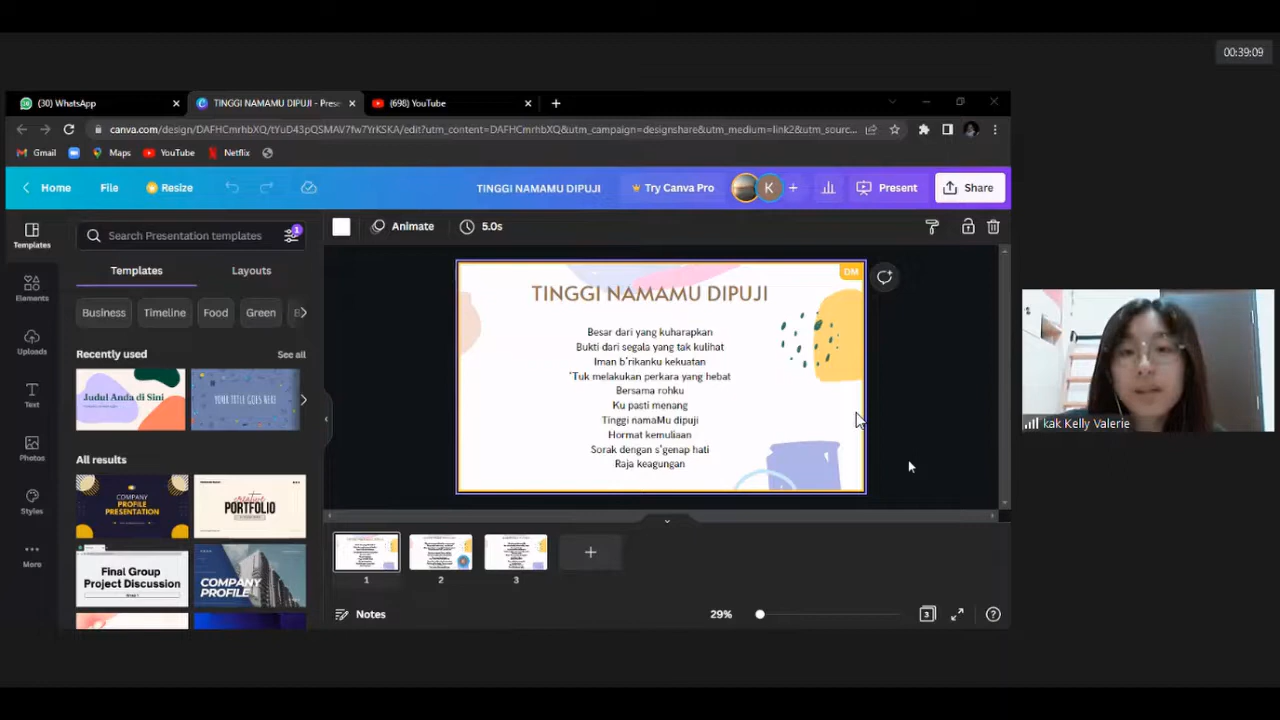 00:39:09
(30) WhatsApp
TINGGI NAMAMU DIPUJI - Prese
(698) YouTube
canva.com/design/DAFHCmrhbXQ/tYuD43pQSMAV7fw7YrKSKA/edit?utm_content=DAFHCmrhbXQ&utm_campaign=designshare&utm_medium=link2&utm_sourc...
Gmail
Maps
YouTube
Netflix
Home
File
Resize
TINGGI NAMAMU DIPUJI
Try Canva Pro
K
Present
Share
Templates
Elements
Uploads
Text
Photos
Styles
More
Search Presentation templates
1
Templates
Layouts
Business
Timeline
Food
Green
Recently used
See all
Judul Anda di Sini
YOUR TITLE GOES HERE
All results
COMPANY
PROFILE
PRESENTATION
creative
PORTFOLIO
Final Group
Project Discussion
COMPANY
PROFILE
Animate
5.0s
DM
TINGGI NAMAMU DIPUJI
Besar dari yang kuharapkan
Bukti dari segala yang tak kulihat
Iman b'rikanku kekuatan
'Tuk melakukan perkara yang hebat
Bersama rohku
Ku pasti menang
Tinggi namaMu dipuji
Hormat kemuliaan
Sorak dengan s'genap hati
Raja keagungan
1
2
3
Notes
29%
3
kak Kelly Valerie